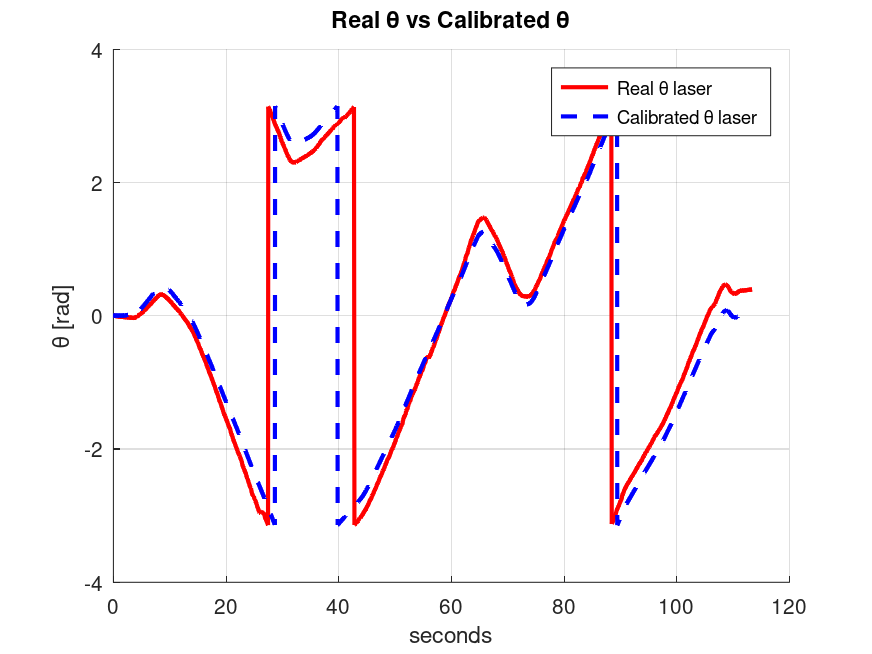 Real θ vs Calibrated θ
Real θ laser
Calibrated θ laser
4
2
0
-2
-4
θ [rad]
0 20 40 60 80 100 120
seconds